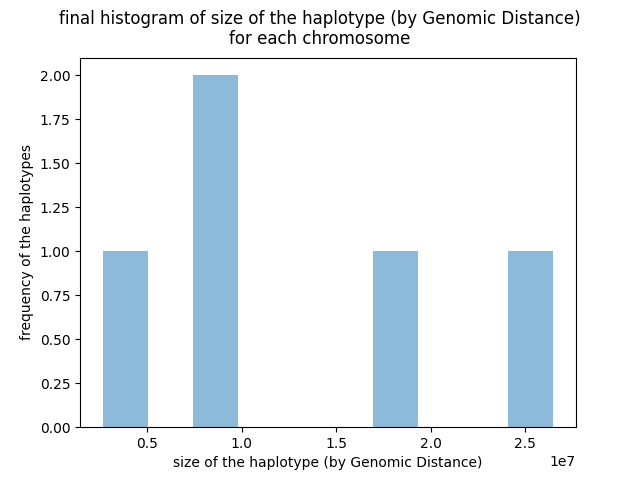 final histogram of size of the haplotype (by Genomic Distance)
for each chromosome
2.00
1.75
1.50
1.25
1.00
0.75
0.50
0.25
0.00
frequency of the haplotypes
0.5
1.0
1.5
2.0
2.5
1e7
size of the haplotype (by Genomic Distance)